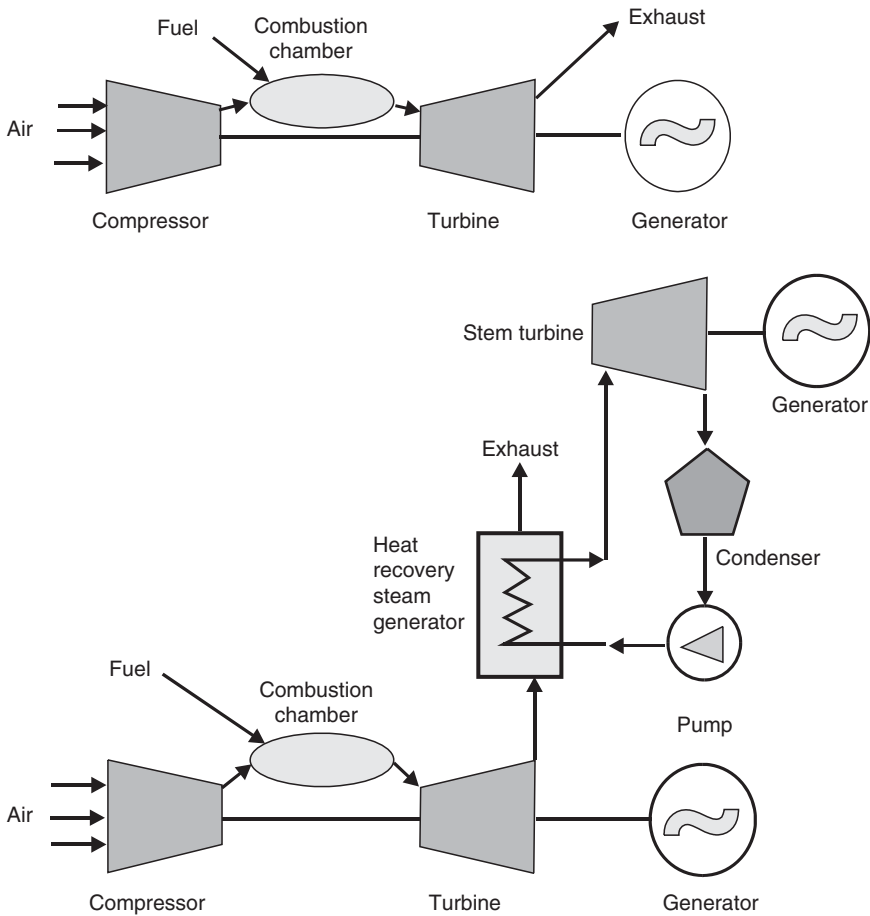 Fuel
Combustion
chamber
Exhaust
Air
Compressor
Turbine
Generator
Stem turbine
Generator
Exhaust
Heat
recovery
steam
generator
Condenser
Pump
Fuel
Combustion
chamber
Air
Compressor
Turbine
Generator